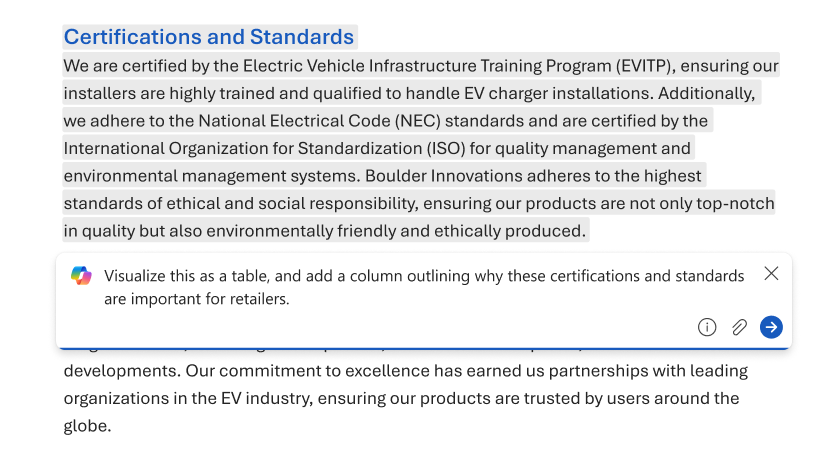 Certifications and Standards
We are certified by the Electric Vehicle Infrastructure Training Program (EVITP), ensuring our
installers are highly trained and qualified to handle EV charger installations. Additionally,
we adhere to the National Electrical Code (NEC) standards and are certified by the
International Organization for Standardization (ISO) for quality management and
environmental management systems. Boulder Innovations adheres to the highest
standards of ethical and social responsibility, ensuring our products are not only top-notch
in quality but also environmentally friendly and ethically produced.
Visualize this as a table, and add a column outlining why these certifications and standards
are important for retailers.
developments. Our commitment to excellence has earned us partnerships with leading
organizations in the EV industry, ensuring our products are trusted by users around the
globe.